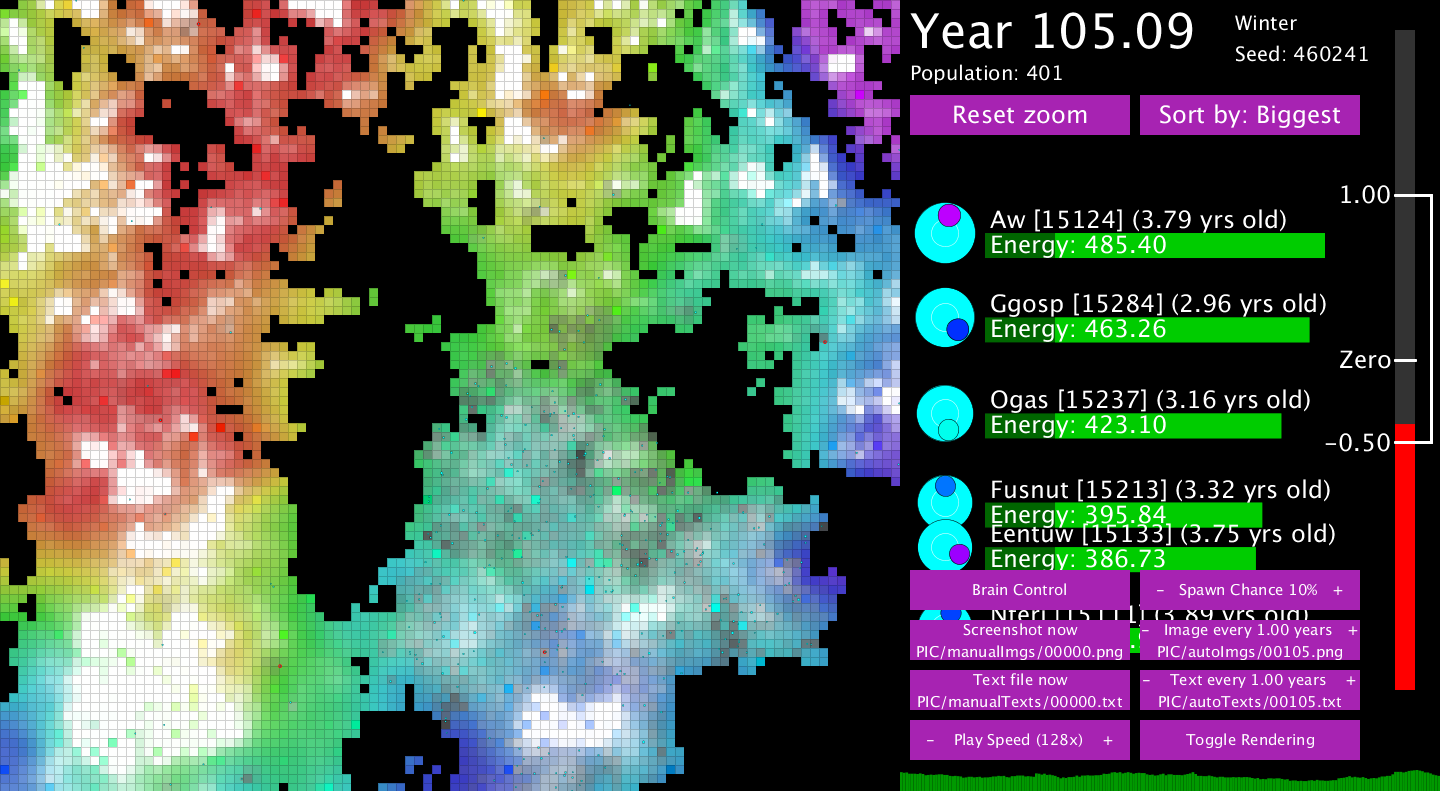 Year 105.09
Winter
Seed: 460241
Population: 401
Reset zoom
Sort by: Biggest
1.00
Zero
−0.50
Aw [15124] (3.79 yrs old)
Energy: 485.40
Ggosp [15284] (2.96 yrs old)
Energy: 463.26
Ogas [15237] (3.16 yrs old)
Energy: 423.10
Fusnut [15213] (3.32 yrs old)
Energy: 395.84
Eentuw [15133] (3.75 yrs old)
Energy: 386.73
Brain Control
– Spawn Chance 10% +
[15111] (3.89 yrs old)
Screenshot now
PIC/manualImgs/00000.png
– Image every 1.00 years +
PIC/autoImgs/00105.png
Text file now
PIC/manualTexts/00000.txt
– Text every 1.00 years +
PIC/autoTexts/00105.txt
– Play Speed (128x) +
Toggle Rendering